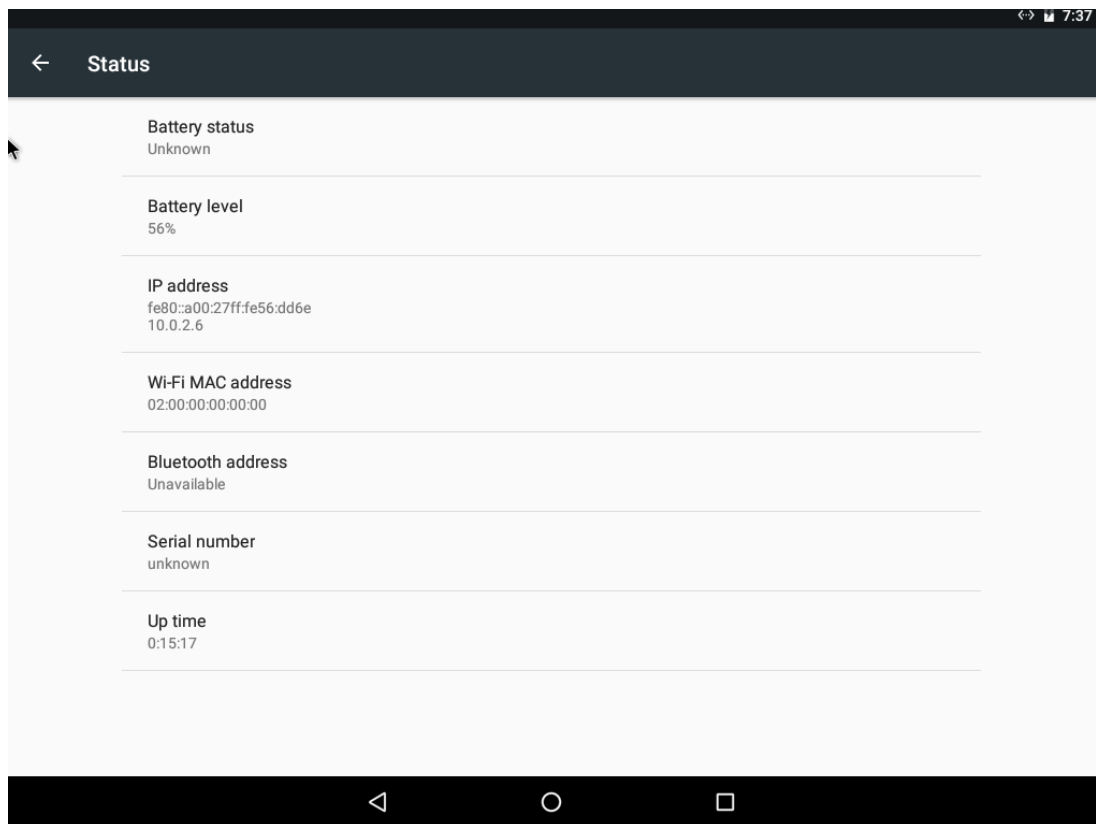 7:37
Status
Battery status
Unknown
Battery level
56%
IP address
fe80::a00:27ff:fe56:dd6e
10.0.2.6
Wi-Fi MAC address
02:00:00:00:00:00
Bluetooth address
Unavailable
Serial number
unknown
Up time
0:15:17